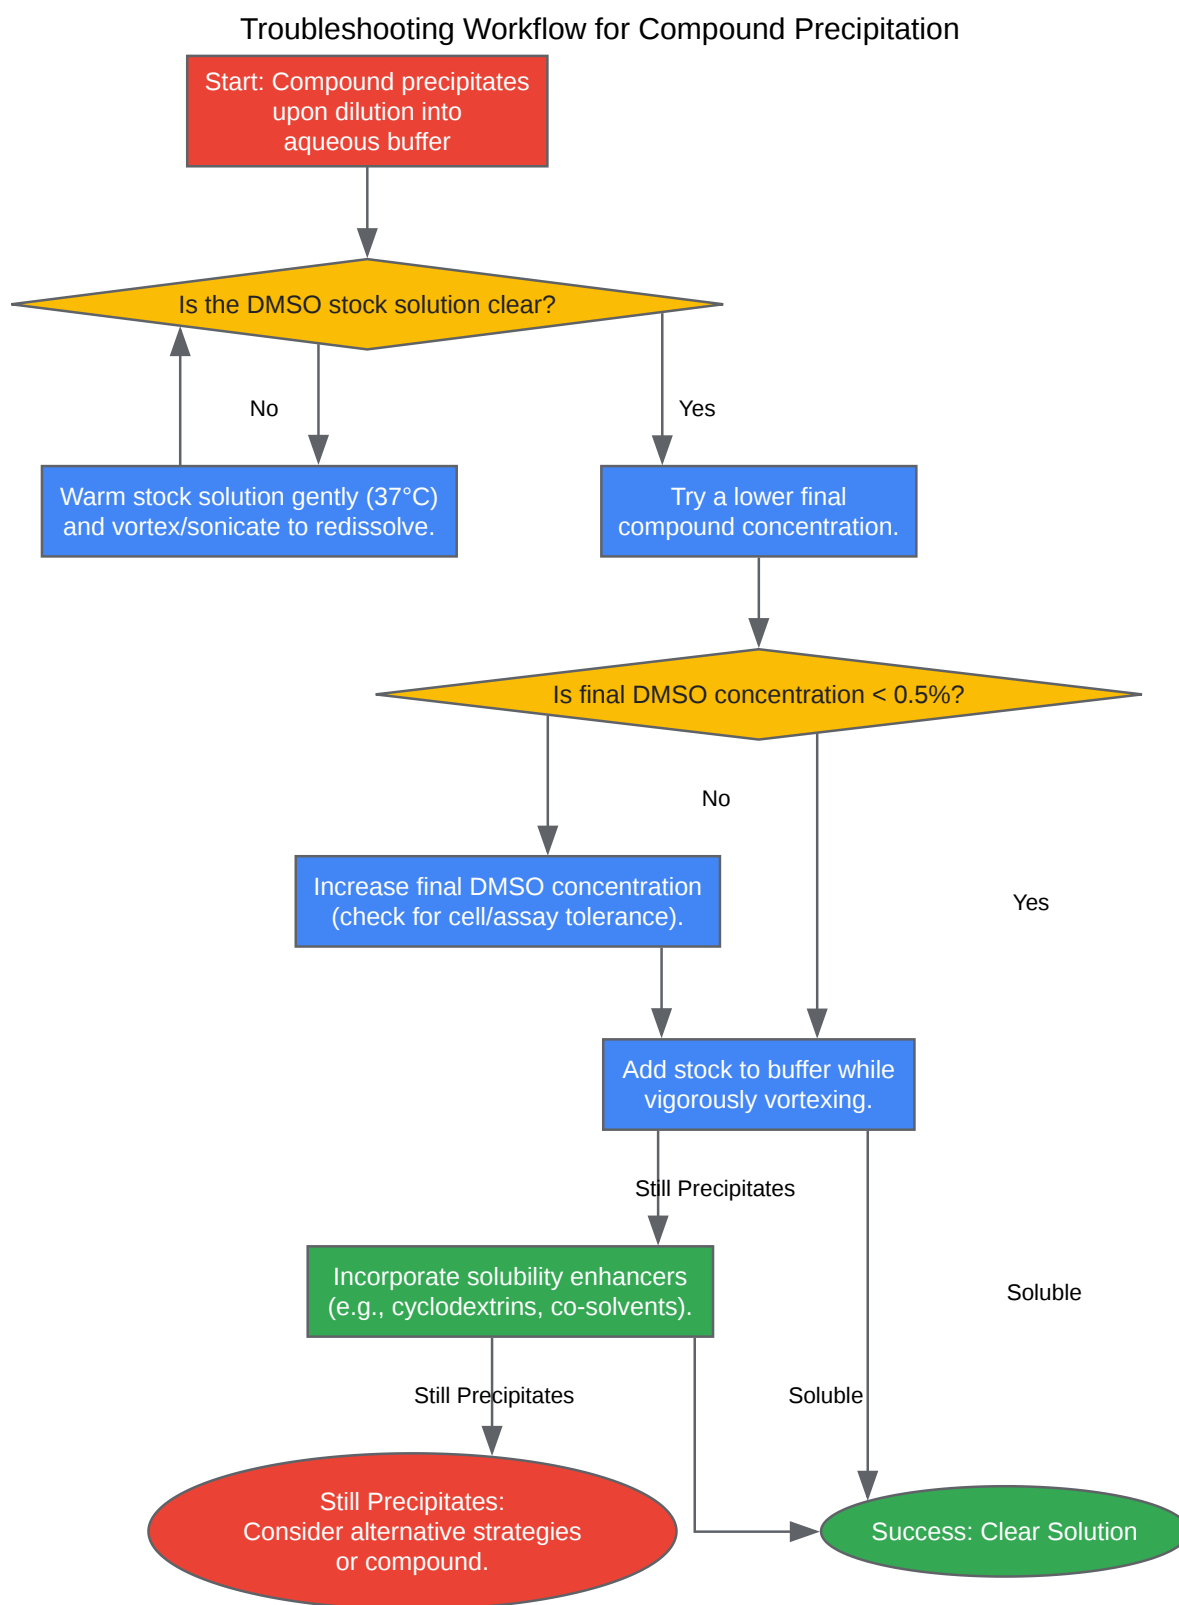 Troubleshooting Workflow for Compound Precipitation
Start: Compound precipitates
upon dilution into
aqueous buffer
Is the DMSO stock solution clear?
No
Yes
Warm stock solution gently (37°C)
and vortex/sonicate to redissolve.
Try a lower final
compound concentration.
Is final DMSO concentration < 0.5%?
No
Increase final DMSO concentration
(check for cell/assay tolerance).
Yes
Add stock to buffer while
vigorously vortexing.
Still Precipitates
Incorporate solubility enhancers
(e.g., cyclodextrins, co-solvents).
Soluble
Still Precipitates
Soluble
Still Precipitates:
Consider alternative strategies
or compound.
Success: Clear Solution